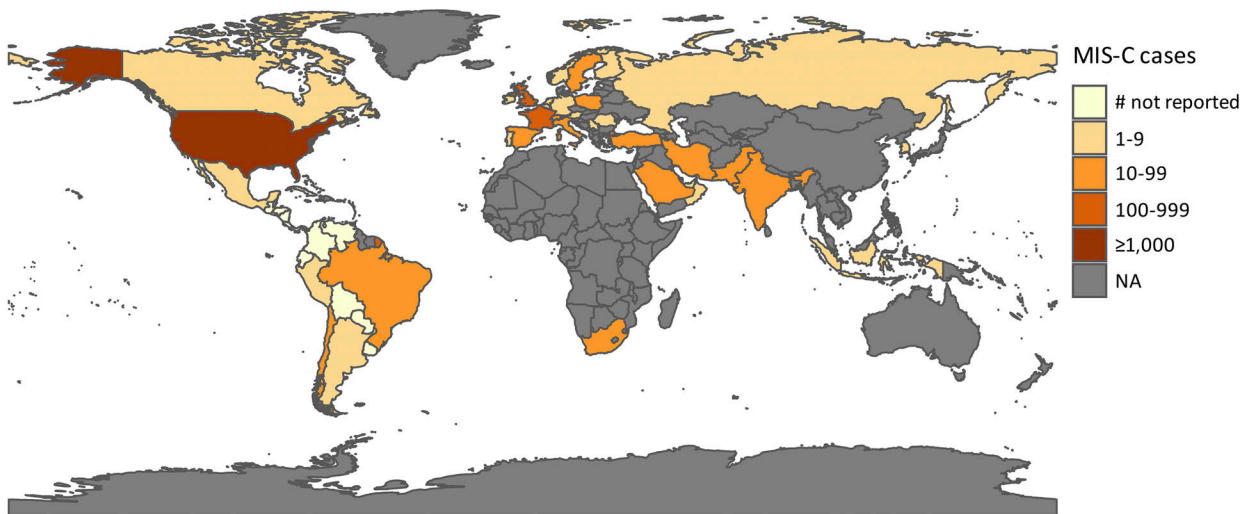 MIS-C cases
# not reported
1-9
10-99
100-999
≥1,000
NA